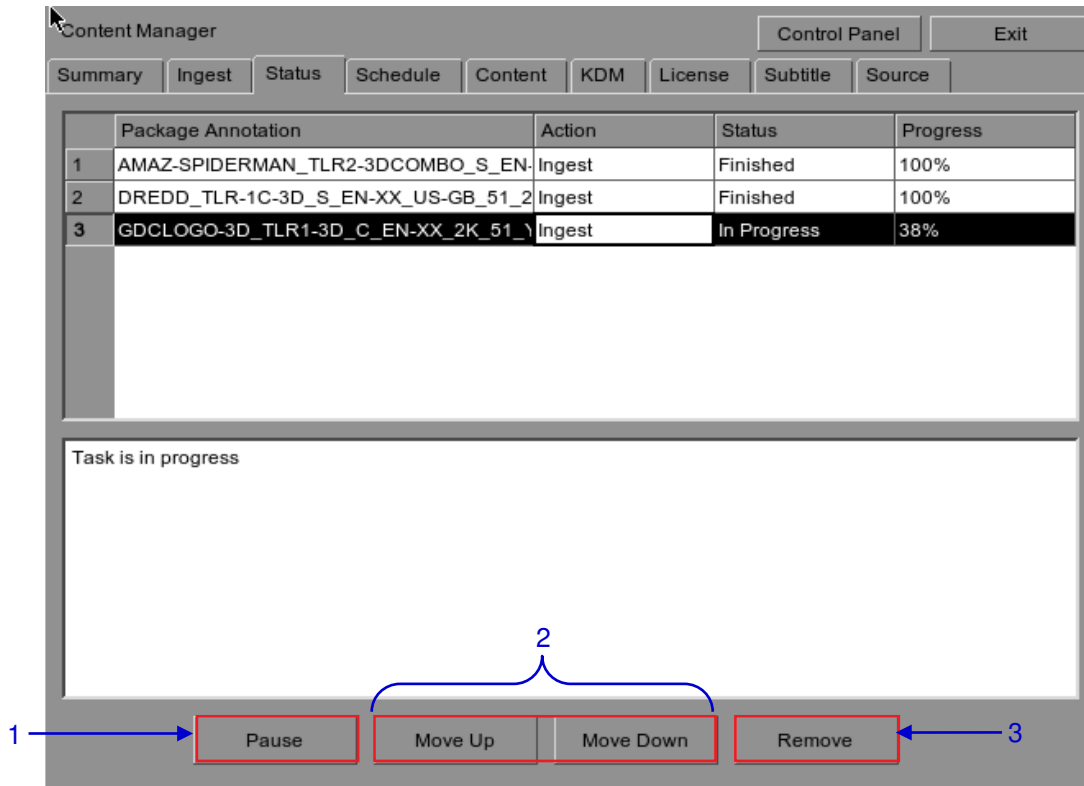 Content Manager
Control Panel
Exit
Summary Ingest Status Schedule Content KDM License Subtitle Source
Package Annotation Action Status Progress
1 AMAZ-SPIDERMAN_TLR2-3DCOMBO_S_EN- Ingest Finished 100%
2 DREDD_TLR-1C-3D_S_EN-XX_US-GB_51_2 Ingest Finished 100%
3 GDCLOGO-3D_TLR1-3D_C_EN-XX_2K_51_Y Ingest In Progress 38%
Task is in progress
2
1 Pause Move Up Move Down Remove 3